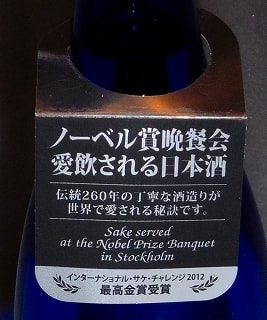 ノーベル賞晩餐会
愛飲される日本酒
伝統260年の丁寧な酒造りが
世界で愛される秘訣です。
Sake served
at the Nobel Prize Banquet
in Stockholm
インターナショナル・サケ・チャレンジ2012
最高金賞受賞